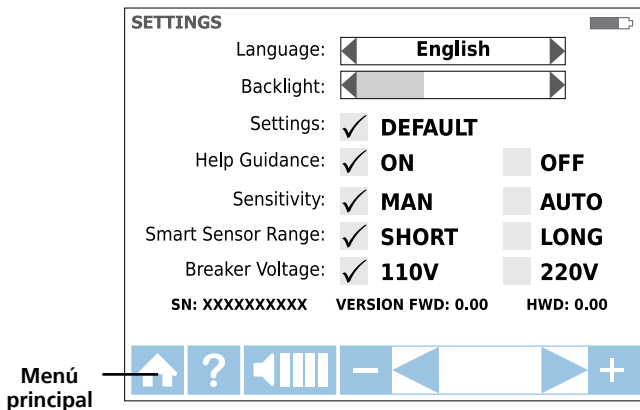 SETTINGS
Language: English
Backlight:
Settings: ✓ DEFAULT
Help Guidance: ✓ ON OFF
Sensitivity: ✓ MAN AUTO
Smart Sensor Range: ✓ SHORT LONG
Breaker Voltage: ✓ 110V 220V
SN: XXXXXXXXXX VERSION FWD: 0.00 HWD: 0.00
? − +
Menú
principal